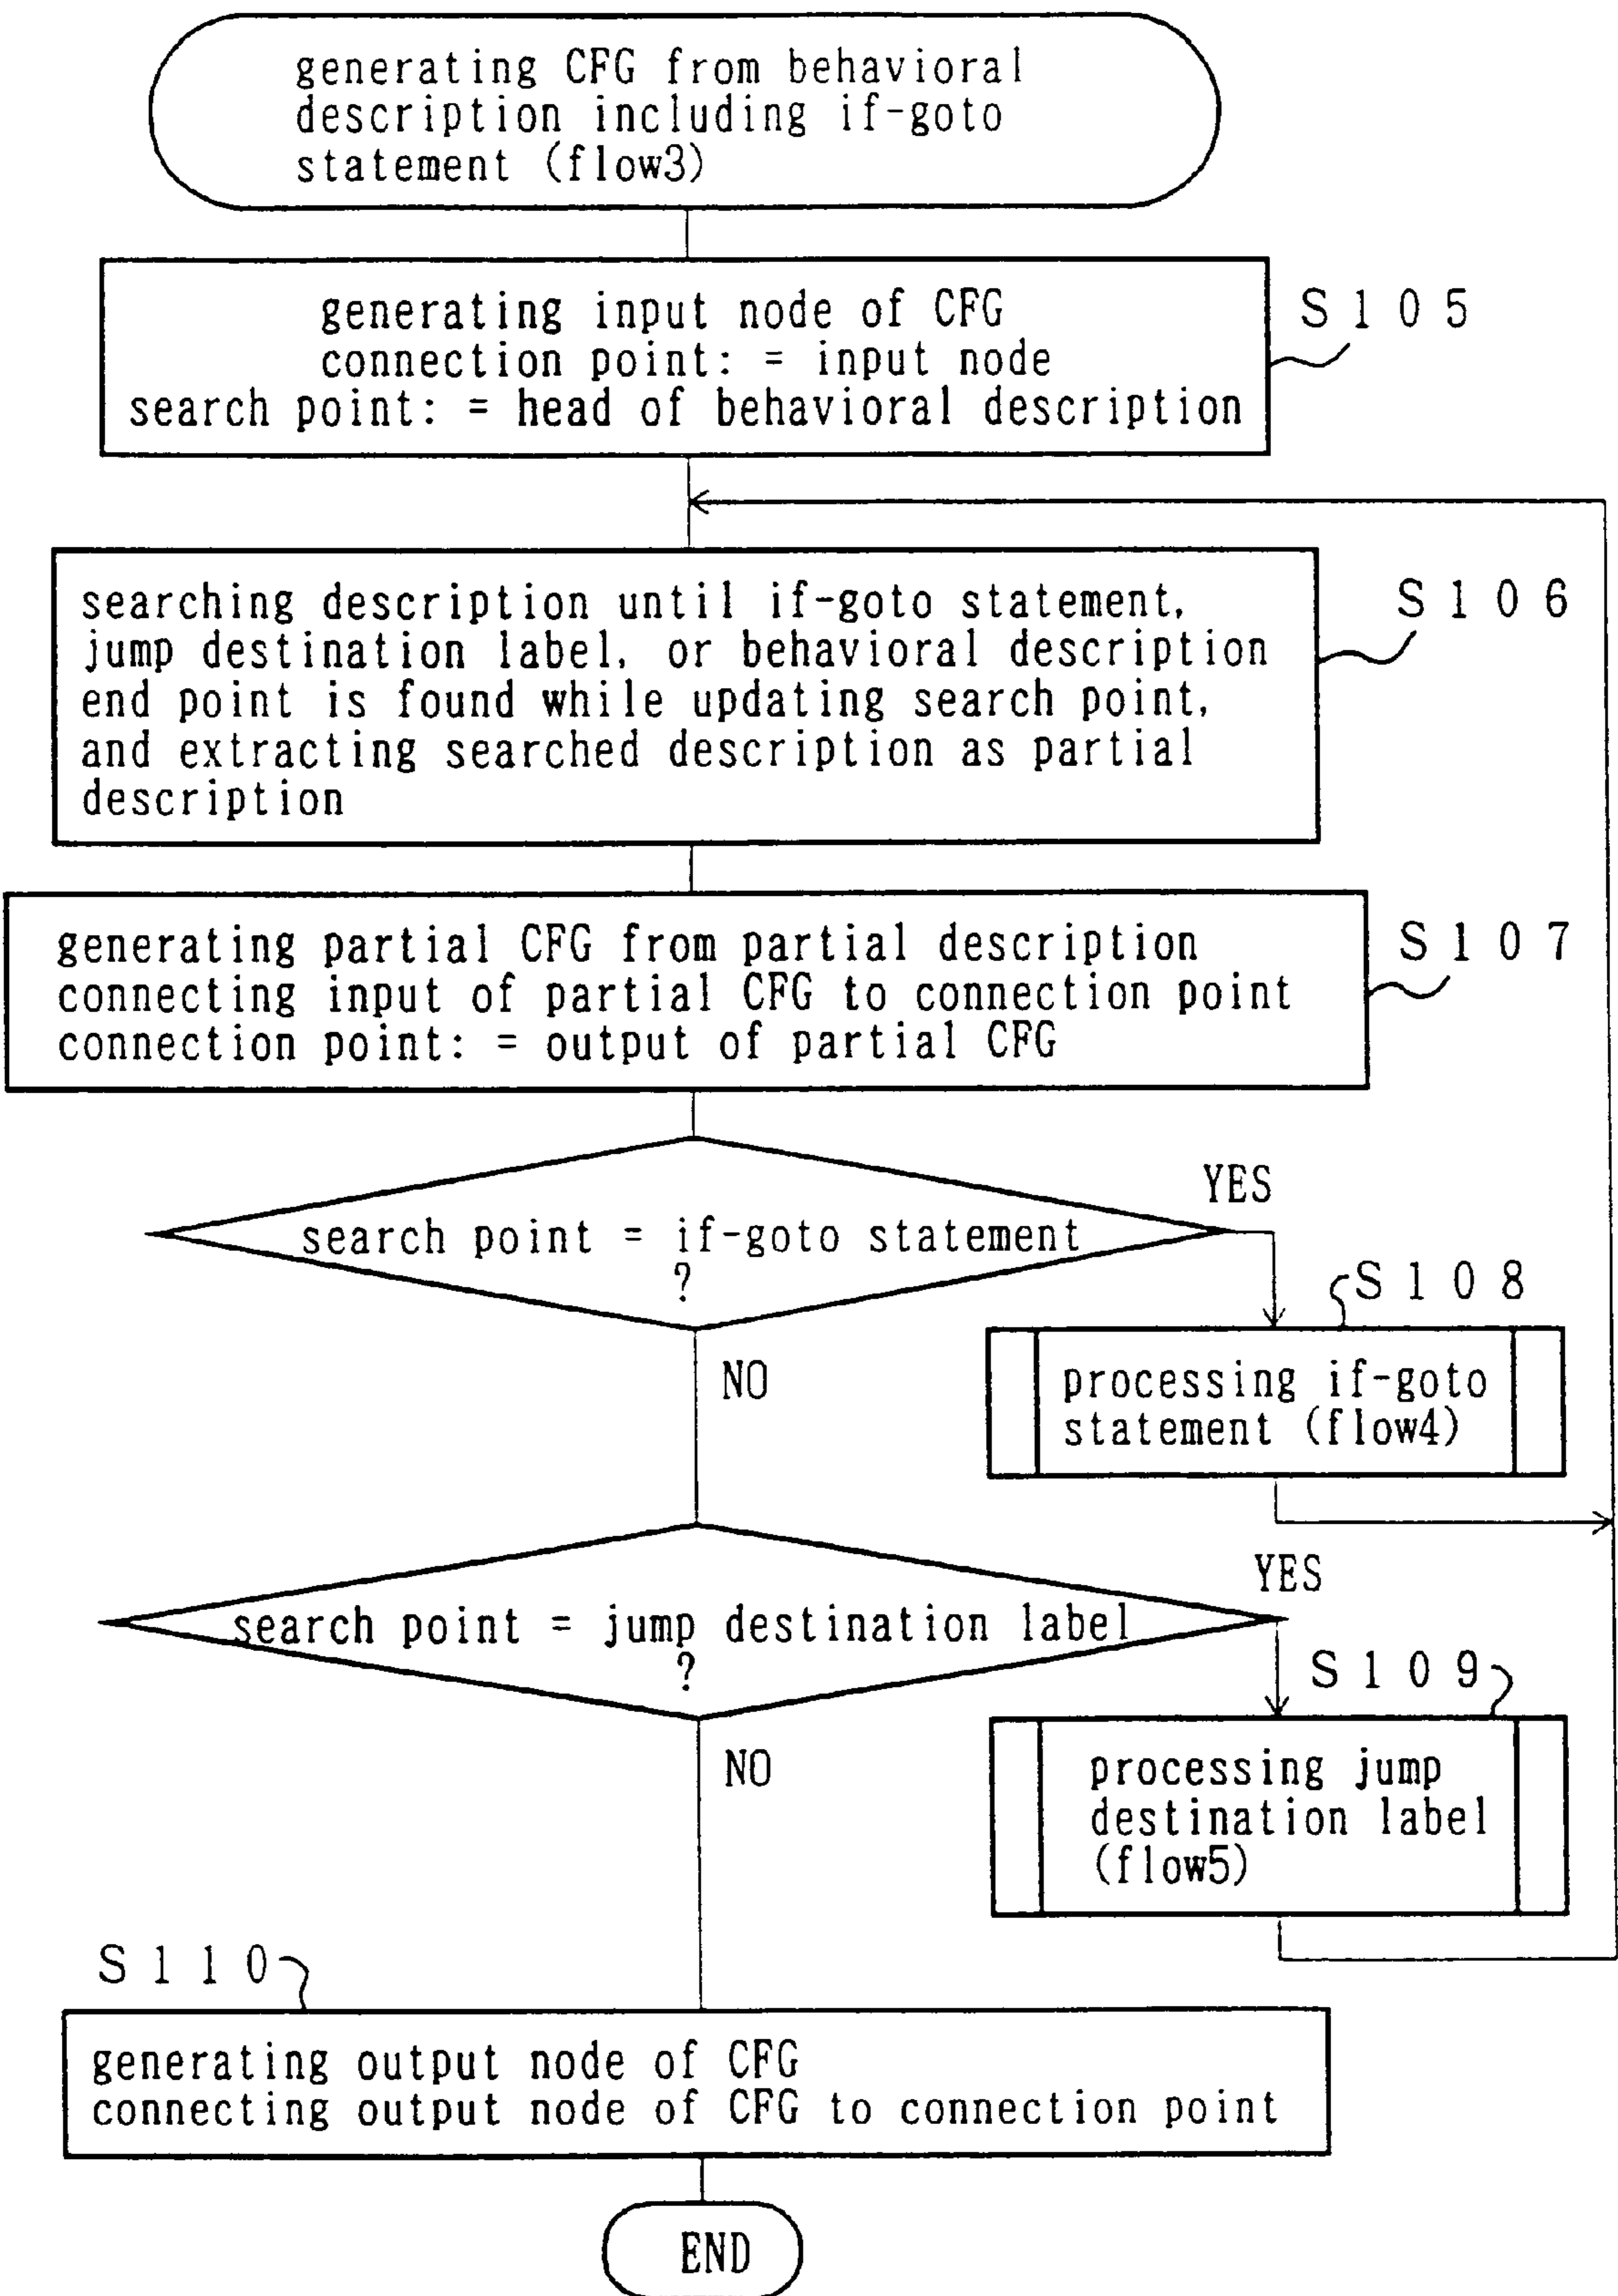 generating CFG from behavioral
description including if-goto
statement (flow3)
generating input node of CFG
connection point: = input node
search point: = head of behavioral description
S105
searching description until if-goto statement,
jump destination label, or behavioral description
end point is found while updating search point,
and extracting searched description as partial
description
S106
generating partial CFG from partial description
connecting input of partial CFG to connection point
connection point: = output of partial CFG
S107
search point = if-goto statement
?
YES
NO
S108
processing if-goto
statement (flow4)
search point = jump destination label
?
YES
NO
S109
processing jump
destination label
(flow5)
S110
generating output node of CFG
connecting output node of CFG to connection point
END